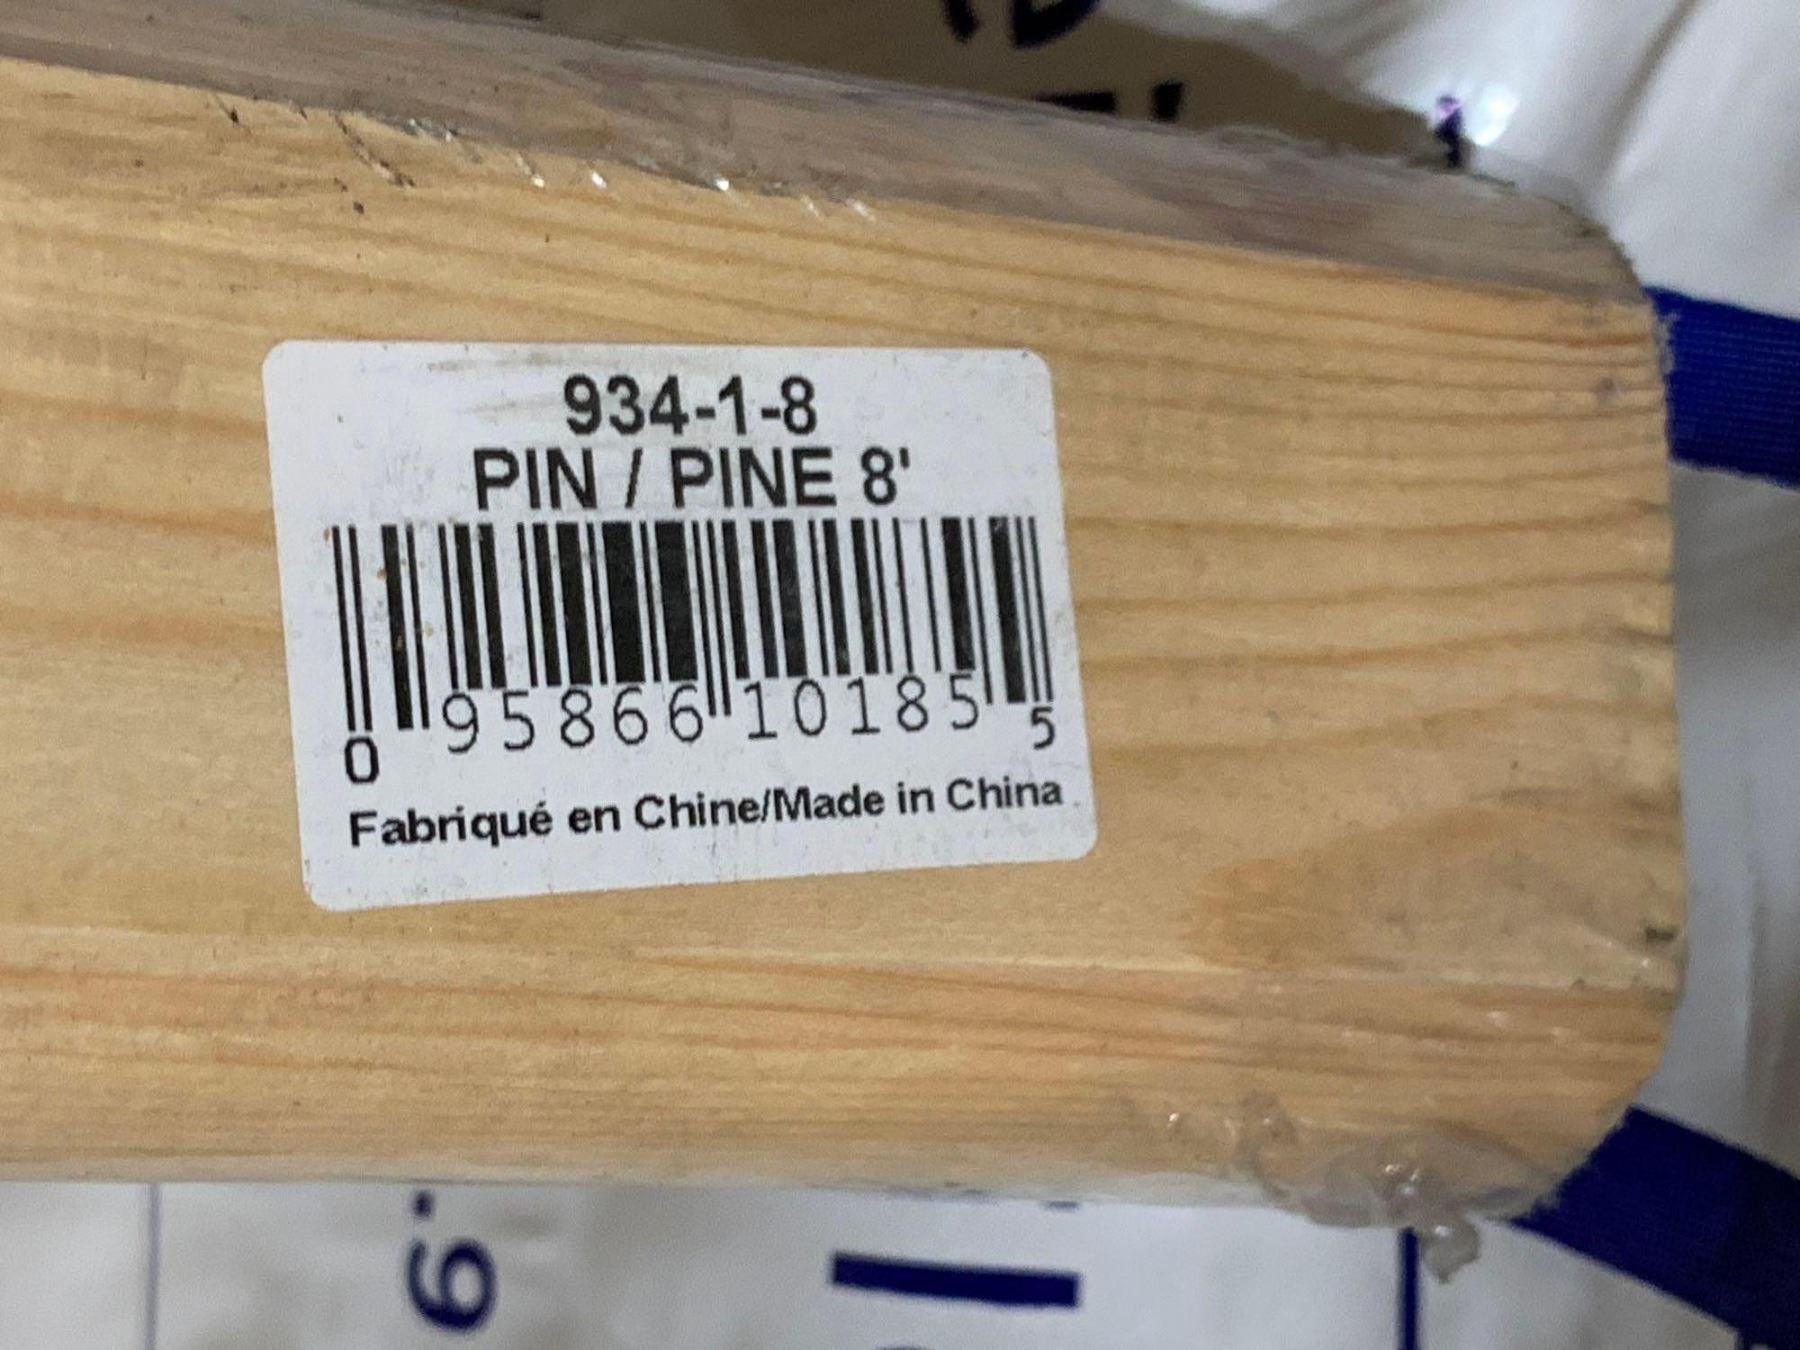 934-1-8
PIN / PINE 8'
0 95866 10185 5
Fabriqué en Chine/Made in China